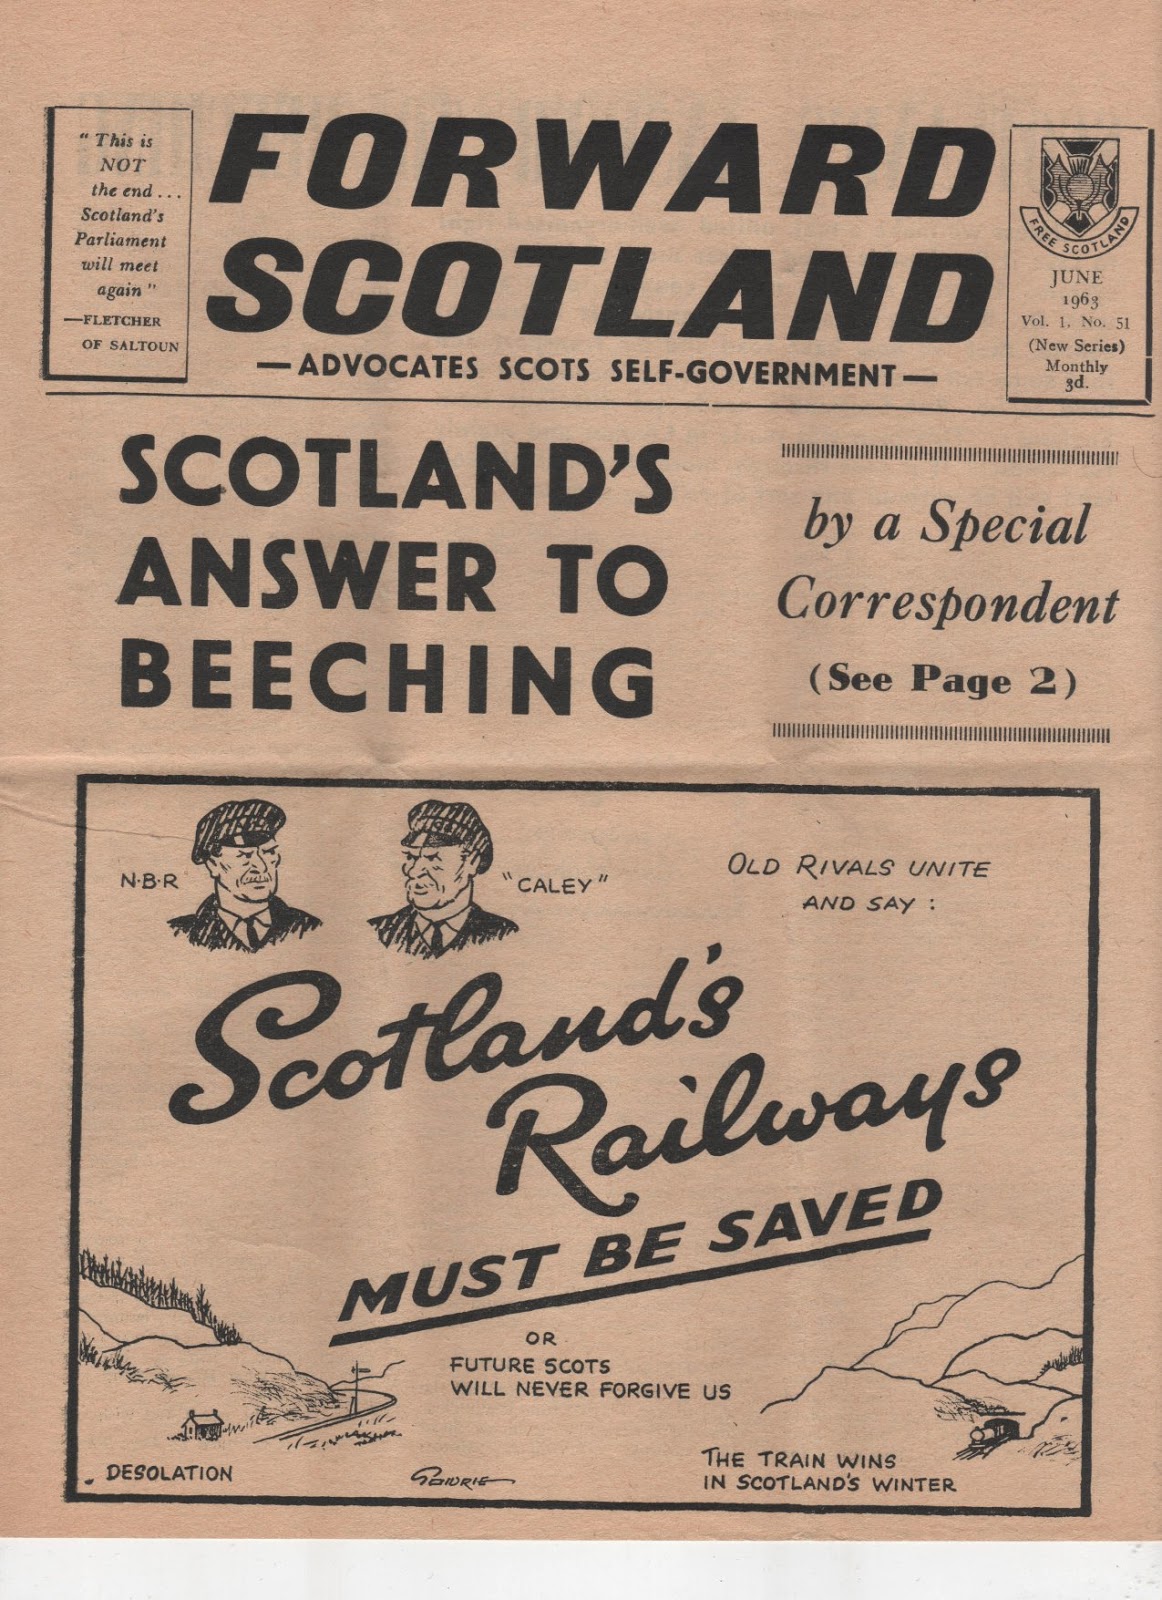 " This is
NOT
the end ...
Scotland's
Parliament
will meet
again "
—FLETCHER
OF SALTOUN
FORWARD
SCOTLAND
—ADVOCATES SCOTS SELF-GOVERNMENT—
FREE SCOTLAND
JUNE
1963
Vol. 1, No. 51
(New Series)
Monthly
3d.
SCOTLAND'S
ANSWER TO
BEECHING
by a Special
Correspondent
(See Page 2)
N·B·R
"CALEY"
OLD RIVALS UNITE
AND SAY :
Scotland's
Railways
MUST BE SAVED
OR
FUTURE SCOTS
WILL NEVER FORGIVE US
DESOLATION
THE TRAIN WINS
IN SCOTLAND'S WINTER